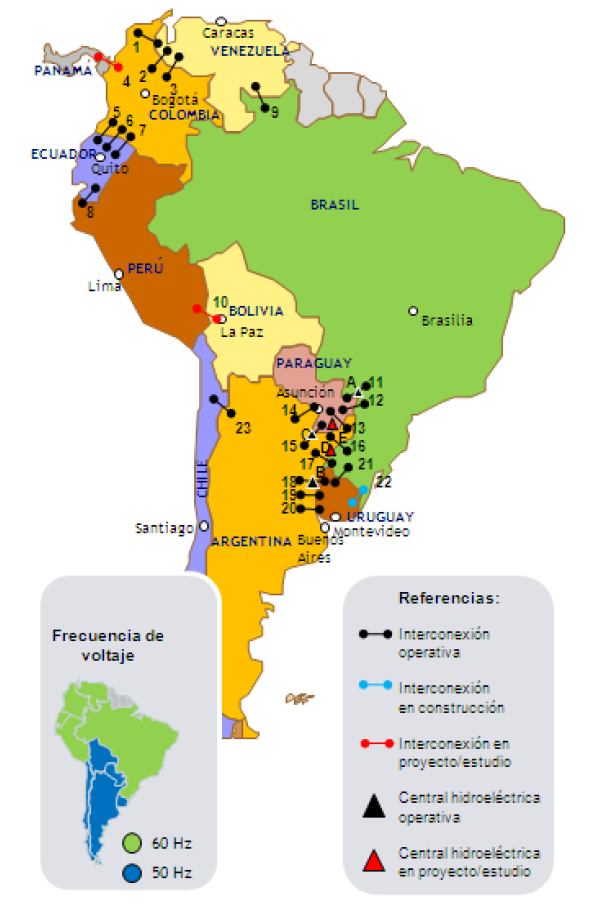 Caracas
VENEZUELA
1
PANAMÁ
4
2
3
Bogotá
COLOMBIA
9
5
6
7
ECUADOR
Quito
8
BRASIL
PERÚ
Lima
10
BOLIVIA
La Paz
Brasilia
PARAGUAY
A
11
Asunción
12
14
23
13
C
E
15
D
16
17
21
B
18
22
19
20
CHILE
URUGUAY
Santiago
Montevideo
ARGENTINA
Buenos
Aires
Frecuencia de
voltaje
60 Hz
50 Hz
Referencias:
Interconexión
operativa
Interconexión
en construcción
Interconexión en
proyecto/estudio
Central hidroeléctrica
operativa
Central hidroeléctrica
en proyecto/estudio